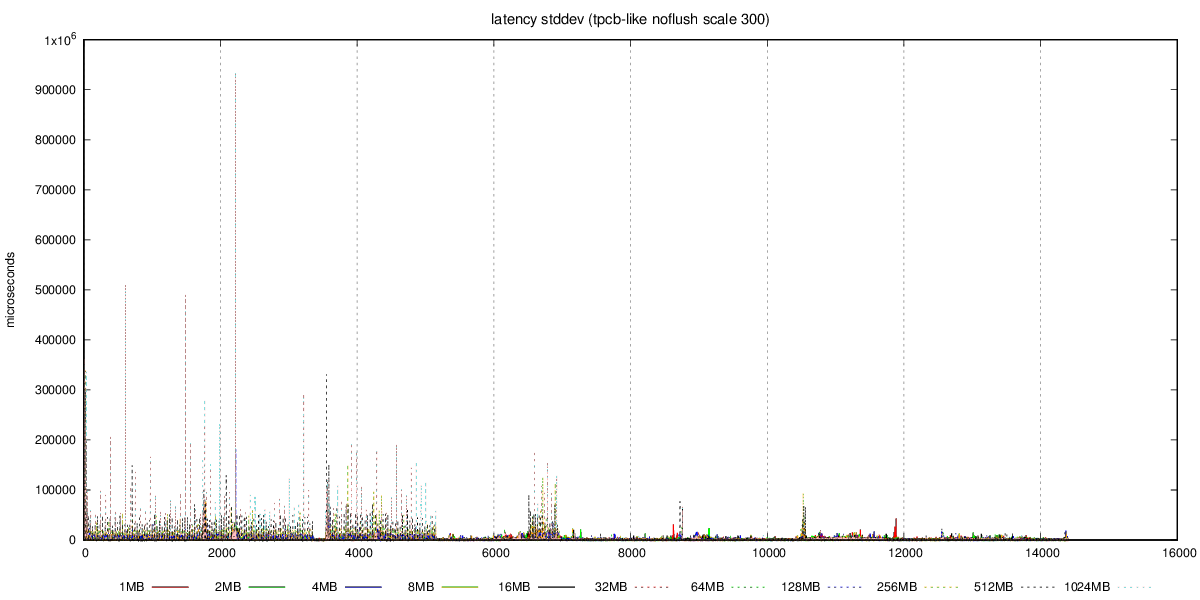 latency stddev (tpcb-like noflush scale 300)
1x10⁶
900000
800000
700000
600000
500000
400000
300000
200000
100000
0
microseconds
0 2000 4000 6000 8000 10000 12000 14000 16000
1MB 2MB 4MB 8MB 16MB 32MB 64MB 128MB 256MB 512MB 1024MB